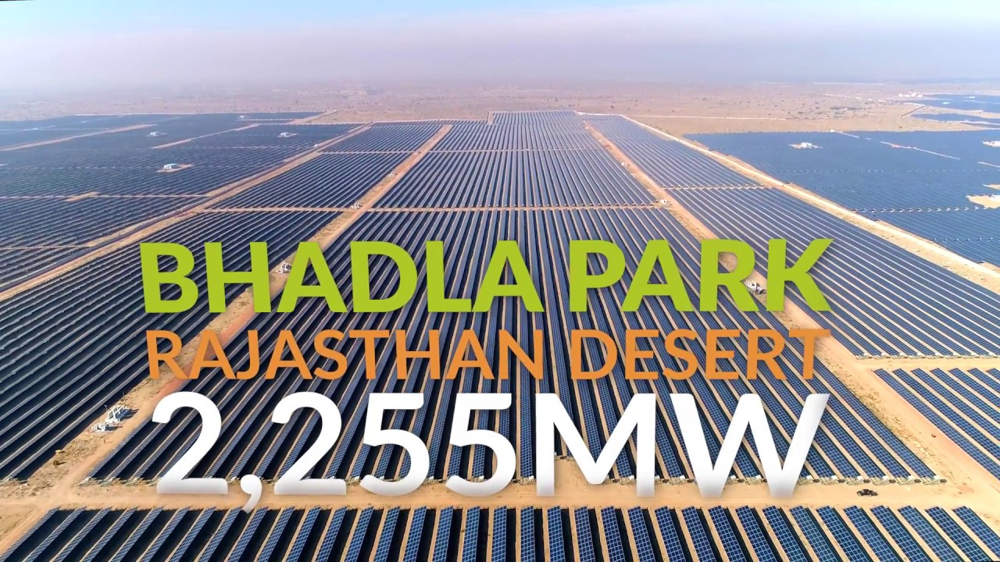 BHADLA PARK
RAJASTHAN DESERT
2,255MW